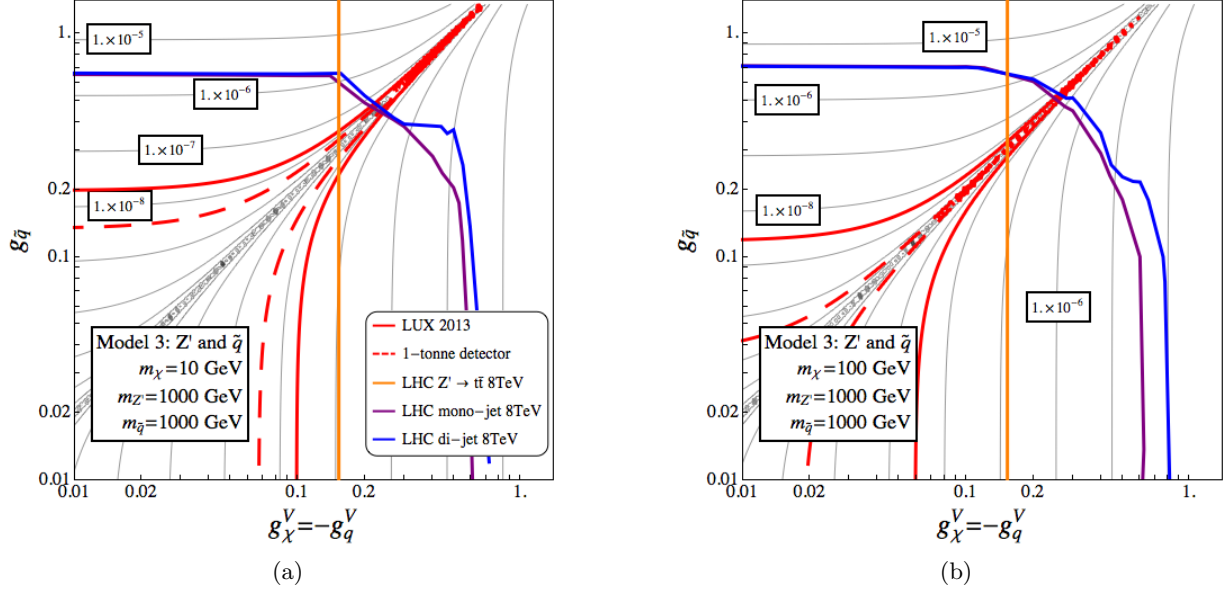 1.
0.2
0.1
0.02
0.01
g_q̃
1.×10⁻⁵
1.×10⁻⁶
1.×10⁻⁷
1.×10⁻⁸
Model 3: Z' and q̃
m_χ=10 GeV
m_Z'=1000 GeV
m_q̃=1000 GeV
LUX 2013
1-tonne detector
LHC Z' → tt̄ 8TeV
LHC mono-jet 8TeV
LHC di-jet 8TeV
0.01 0.02 0.1 0.2 1.
g_χ^V=-g_q^V
(a)
1.
0.2
0.1
0.02
0.01
g_q̃
1.×10⁻⁵
1.×10⁻⁶
1.×10⁻⁸
1.×10⁻⁶
Model 3: Z' and q̃
m_χ=100 GeV
m_Z'=1000 GeV
m_q̃=1000 GeV
0.01 0.02 0.1 0.2 1.
g_χ^V=-g_q^V
(b)